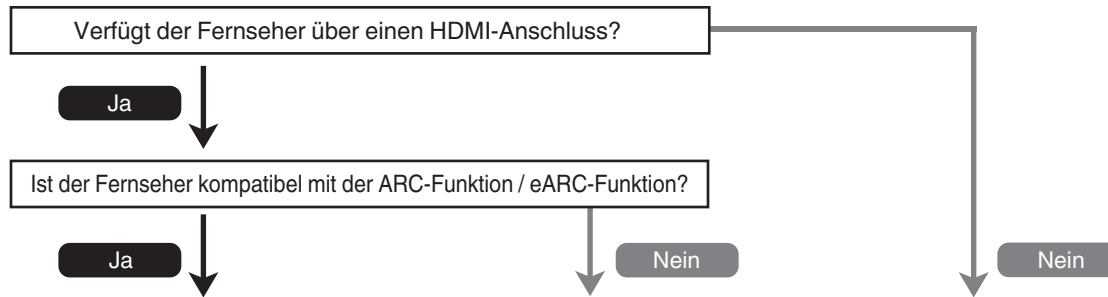 Verfügt der Fernseher über einen HDMI-Anschluss?
Ja
Ist der Fernseher kompatibel mit der ARC-Funktion / eARC-Funktion?
Ja
Nein
Nein